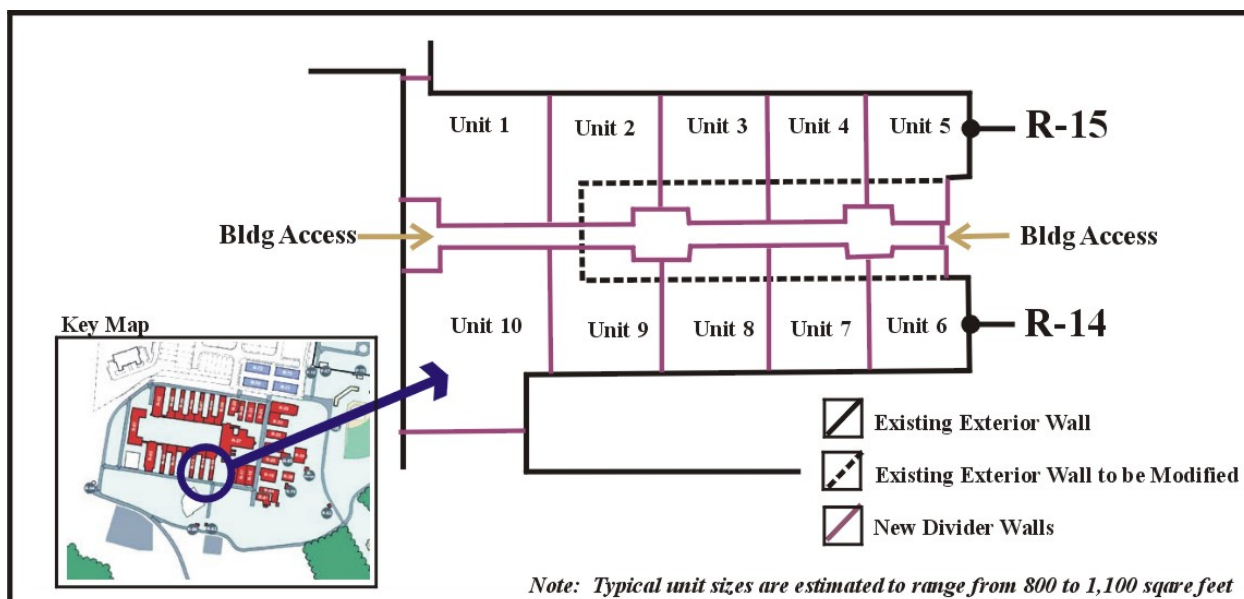 Unit 1
Unit 2
Unit 3
Unit 4
Unit 5
R-15
Bldg Access
Bldg Access
Unit 10
Unit 9
Unit 8
Unit 7
Unit 6
R-14
Key Map
Existing Exterior Wall
Existing Exterior Wall to be Modified
New Divider Walls
Note: Typical unit sizes are estimated to range from 800 to 1,100 sqare feet